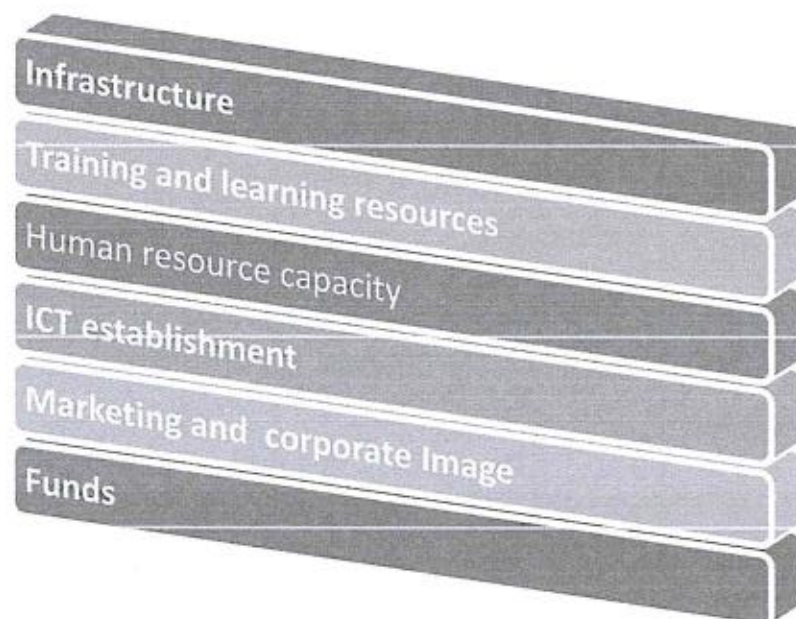 Infrastructure
Training and learning resources
Human resource capacity
ICT establishment
Marketing and corporate Image
Funds